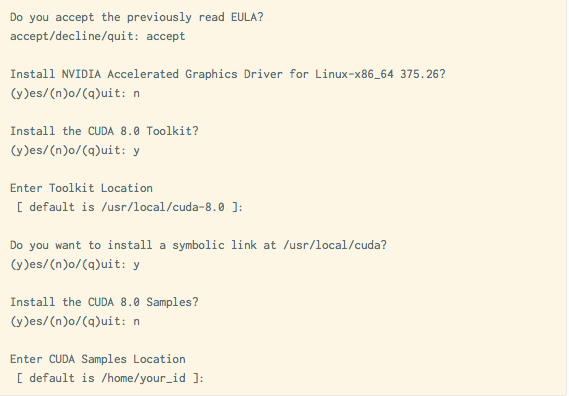 Do you accept the previously read EULA?
accept/decline/quit: accept
Install NVIDIA Accelerated Graphics Driver for Linux-x86_64 375.26?
(y)es/(n)o/(q)uit: n
Install the CUDA 8.0 Toolkit?
(y)es/(n)o/(q)uit: y
Enter Toolkit Location
[ default is /usr/local/cuda-8.0 ]:
Do you want to install a symbolic link at /usr/local/cuda?
(y)es/(n)o/(q)uit: y
Install the CUDA 8.0 Samples?
(y)es/(n)o/(q)uit: n
Enter CUDA Samples Location
[ default is /home/your_id ]: